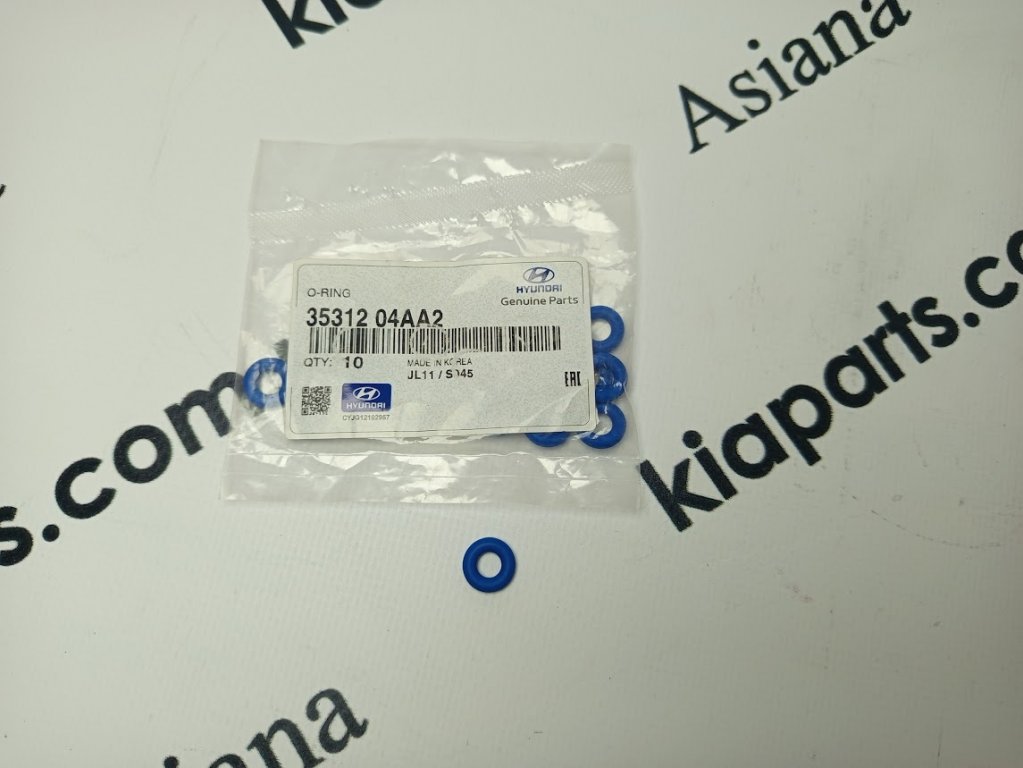 kiap
Asiana
kiaparts.co
O-RING
HYUNDAI
Genuine Parts
35312 04AA2
QTY: 10
MADE IN KOREA
JL11 /
EAC
HYUNDAI
s.com
Asiana